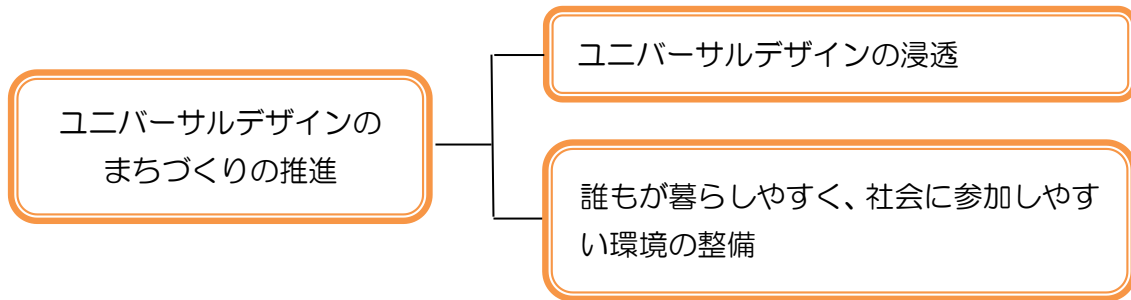 ユニバーサルデザインの
まちづくりの推進
ユニバーサルデザインの浸透
誰もが暮らしやすく、社会に参加しやす
い環境の整備